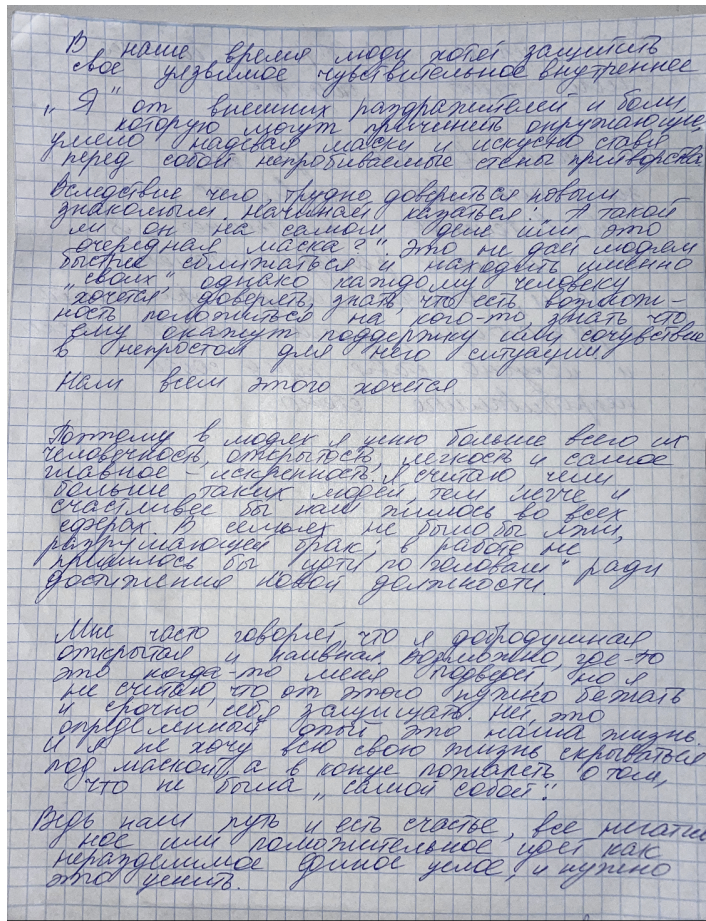 В наше время люди хотят защитить
свое уязвимое чувствительное внутреннее
„Я" от внешних раздражителей и боли,
которую могут причинить окружающие,
умело надевая маски и искусно ставя
перед собой непробиваемые стены притворства
Вследствие чего, трудно довериться новым
знакомым. Начинает казаться: „А такой
ли он на самом деле или это
очередная маска?" Это не дает людям
быстрее сближаться и находить именно
„своих", однако каждому человеку
хочется доверять, знать, что есть возмож-
ность положиться на кого-то, знать что
ему окажут поддержку или сочувствие
в непростой для него ситуации.
Нам всем этого хочется
Поэтому в людях я ценю больше всего их
человечность, открытость, легкость и самое
главное – искренность. Я считаю, чем
больше таких людей, тем легче и
счастливее бы нам жилось во всех
сферах. В семьях не было бы лжи,
разрушающей брак, в работе не
пришлось бы „идти по головам" ради
достижения новой должности.
Мне часто говорят, что я добродушная
открытая и наивная. Возможно, где-то
это когда-то меня подведет, но я
не считаю, что от этого нужно бежать
и срочно себя защищать. Нет, это
определенный опыт это наша жизнь.
И я не хочу всю свою жизнь скрываться
под маской, а в конце пожалеть о том,
что не была „самой собой".
Ведь наш путь и есть счастье, все негатив
ное или положительное идет как
неразделимое единое целое, и нужно
это ценить.